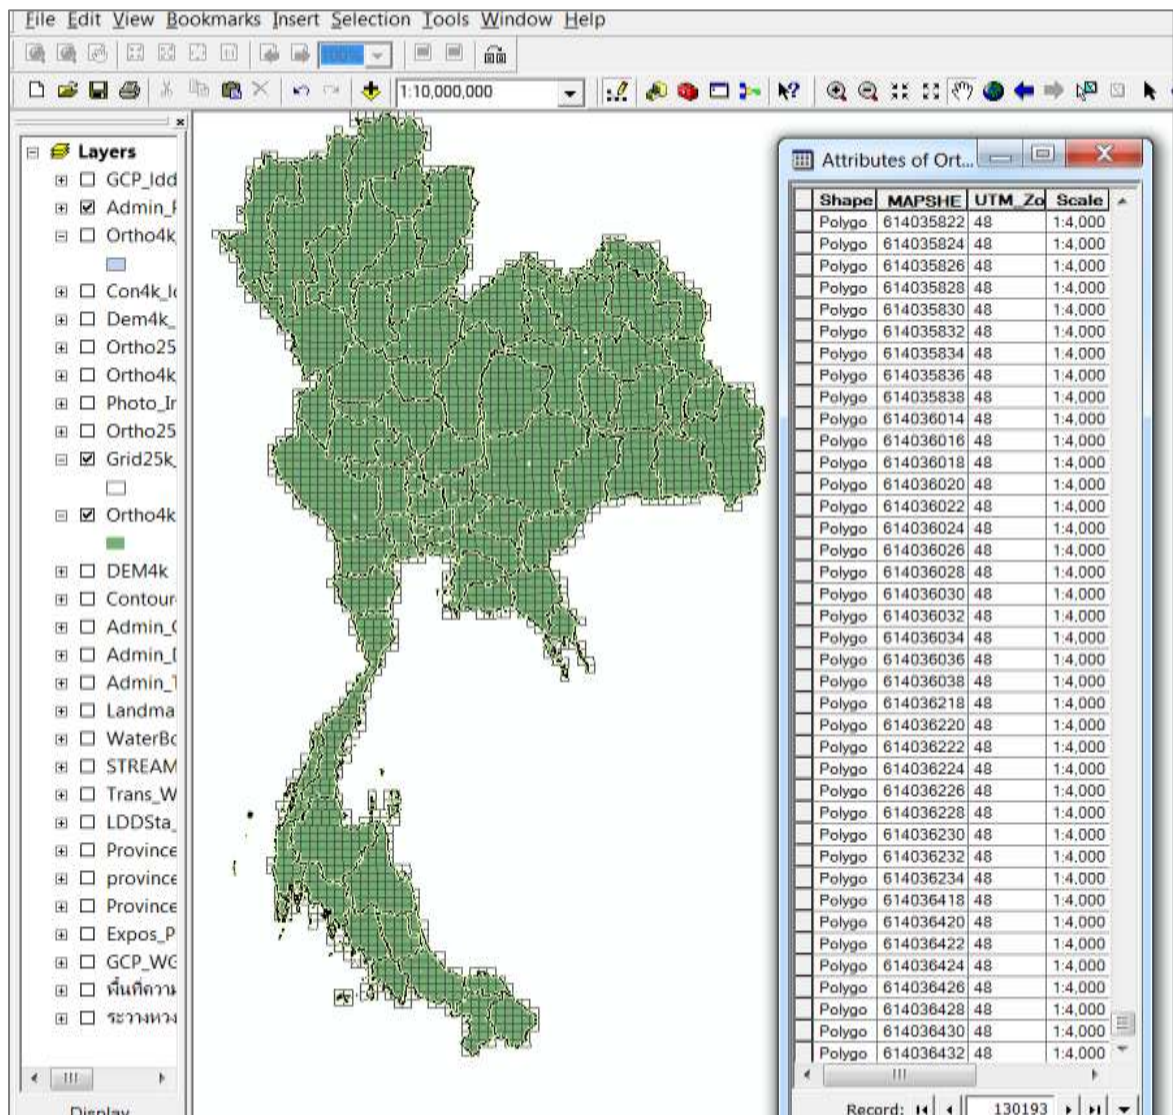 File Edit View Bookmarks Insert Selection Tools Window Help
100%
1:10,000,000
Layers
GCP_ldd
Admin_F
Ortho4k
Con4k_lc
Dem4k_
Ortho25
Ortho4k
Photo_Ir
Ortho25
Grid25k_
Ortho4k
DEM4k
Contour
Admin_(
Admin_[
Admin_T
Landma
WaterBo
STREAM
Trans_W
LDDSta_
Province
province
Province
Expos_P
GCP_WG
พื้นที่ความ
ระวางหวง
Display
Attributes of Ort...
Shape MAPSHE UTM_Zo Scale
Polygo 614035822 48 1:4,000
Polygo 614035824 48 1:4,000
Polygo 614035826 48 1:4,000
Polygo 614035828 48 1:4,000
Polygo 614035830 48 1:4,000
Polygo 614035832 48 1:4,000
Polygo 614035834 48 1:4,000
Polygo 614035836 48 1:4,000
Polygo 614035838 48 1:4,000
Polygo 614036014 48 1:4,000
Polygo 614036016 48 1:4,000
Polygo 614036018 48 1:4,000
Polygo 614036020 48 1:4,000
Polygo 614036022 48 1:4,000
Polygo 614036024 48 1:4,000
Polygo 614036026 48 1:4,000
Polygo 614036028 48 1:4,000
Polygo 614036030 48 1:4,000
Polygo 614036032 48 1:4,000
Polygo 614036034 48 1:4,000
Polygo 614036036 48 1:4,000
Polygo 614036038 48 1:4,000
Polygo 614036218 48 1:4,000
Polygo 614036220 48 1:4,000
Polygo 614036222 48 1:4,000
Polygo 614036224 48 1:4,000
Polygo 614036226 48 1:4,000
Polygo 614036228 48 1:4,000
Polygo 614036230 48 1:4,000
Polygo 614036232 48 1:4,000
Polygo 614036234 48 1:4,000
Polygo 614036418 48 1:4,000
Polygo 614036420 48 1:4,000
Polygo 614036422 48 1:4,000
Polygo 614036424 48 1:4,000
Polygo 614036426 48 1:4,000
Polygo 614036428 48 1:4,000
Polygo 614036430 48 1:4,000
Polygo 614036432 48 1:4,000
Record: 130193